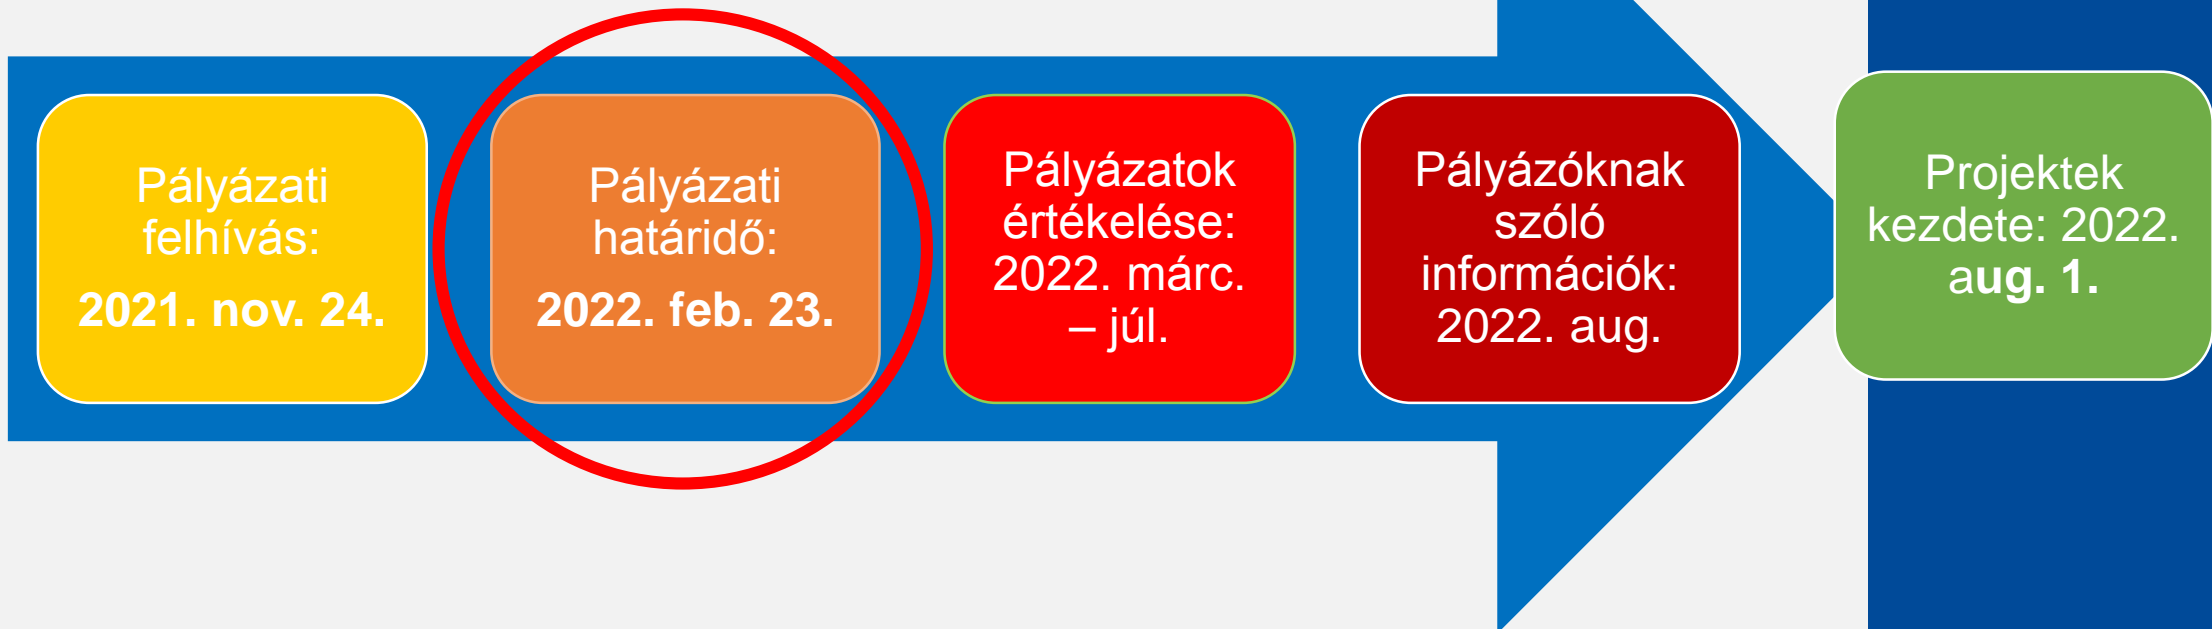 Pályázati
felhívás:
2021. nov. 24.
Pályázati
határidő:
2022. feb. 23.
Pályázatok
értékelése:
2022. márc.
– júl.
Pályázóknak
szóló
információk:
2022. aug.
Projektek
kezdete: 2022.
aug. 1.